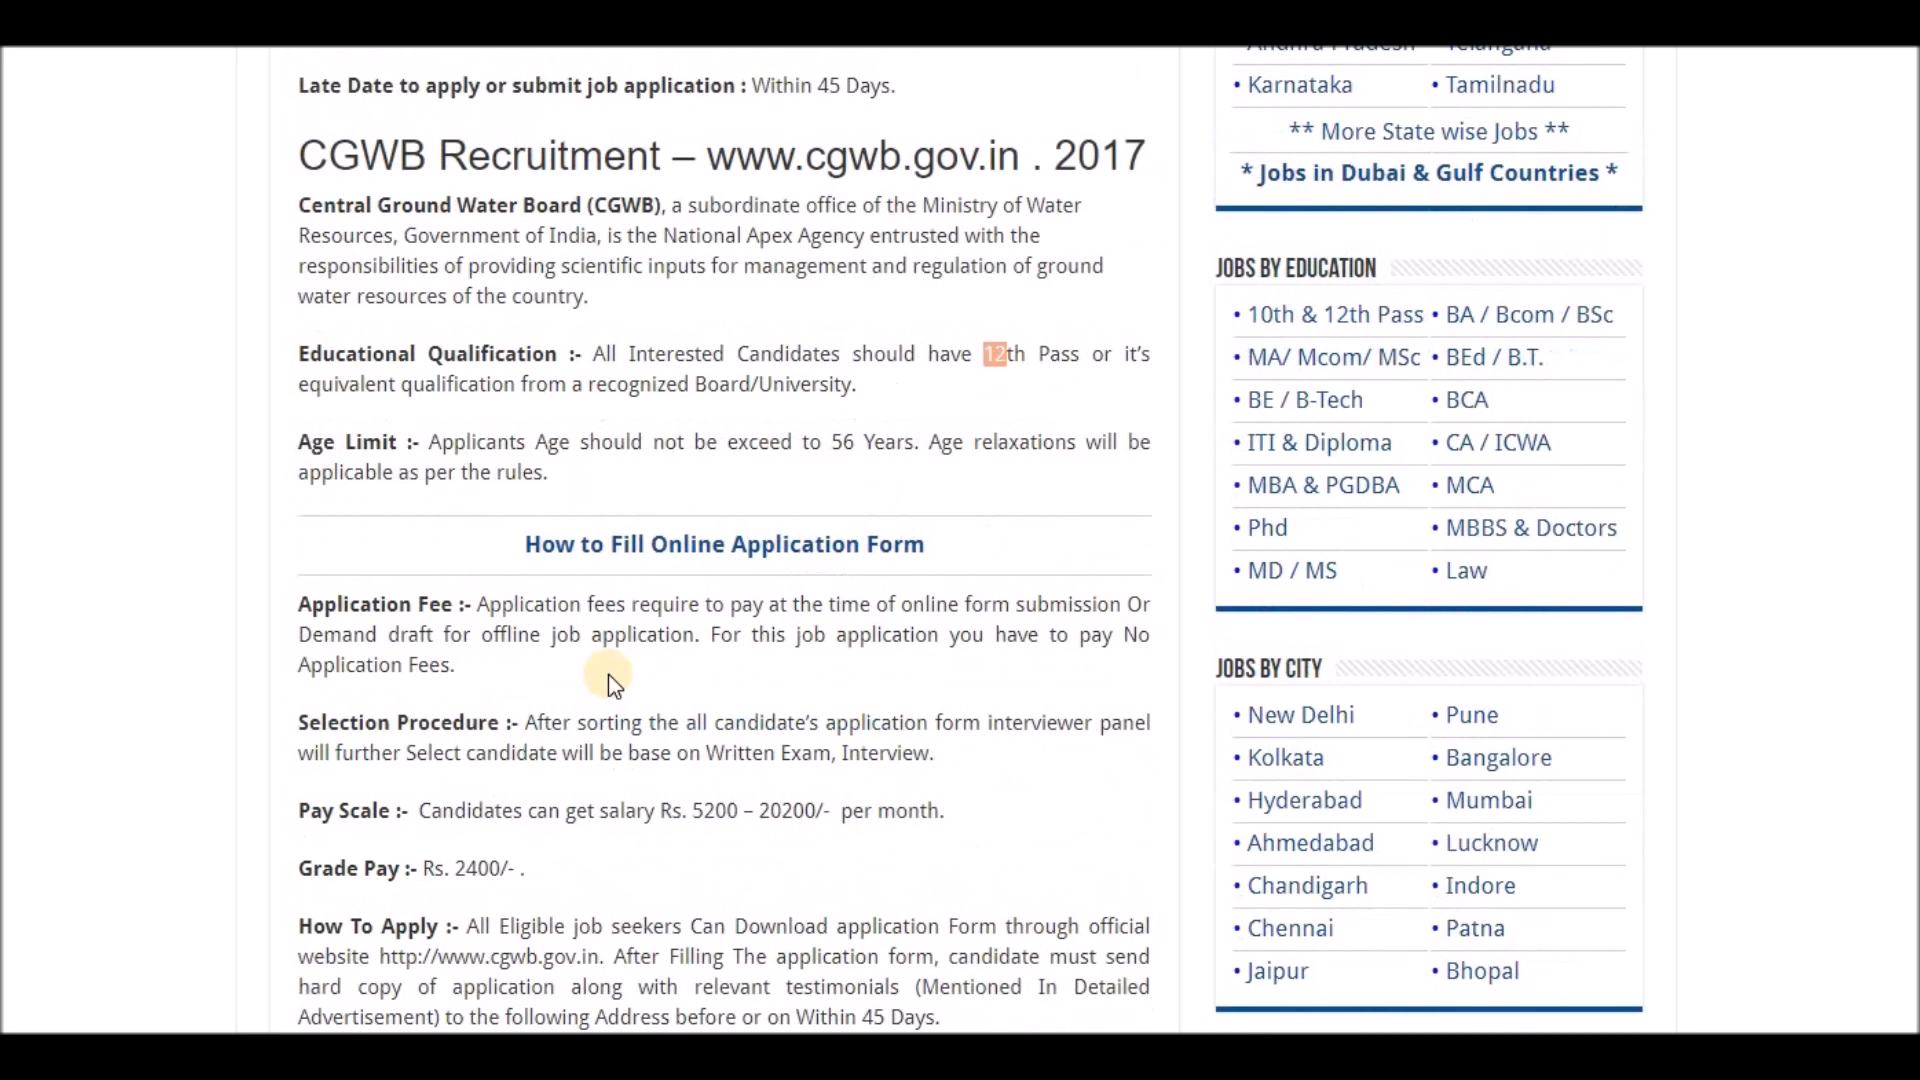 Late Date to apply or submit job application : Within 45 Days.
CGWB Recruitment – www.cgwb.gov.in . 2017
Central Ground Water Board (CGWB), a subordinate office of the Ministry of Water
Resources, Government of India, is the National Apex Agency entrusted with the
responsibilities of providing scientific inputs for management and regulation of ground
water resources of the country.
Educational Qualification :- All Interested Candidates should have 12th Pass or it’s
equivalent qualification from a recognized Board/University.
Age Limit :- Applicants Age should not be exceed to 56 Years. Age relaxations will be
applicable as per the rules.
How to Fill Online Application Form
Application Fee :- Application fees require to pay at the time of online form submission Or
Demand draft for offline job application. For this job application you have to pay No
Application Fees.
Selection Procedure :- After sorting the all candidate’s application form interviewer panel
will further Select candidate will be base on Written Exam, Interview.
Pay Scale :- Candidates can get salary Rs. 5200 – 20200/- per month.
Grade Pay :- Rs. 2400/- .
How To Apply :- All Eligible job seekers Can Download application Form through official
website http://www.cgwb.gov.in. After Filling The application form, candidate must send
hard copy of application along with relevant testimonials (Mentioned In Detailed
Advertisement) to the following Address before or on Within 45 Days.
Andhra Pradesh • Telangana
• Karnataka • Tamilnadu
** More State wise Jobs **
* Jobs in Dubai & Gulf Countries *
JOBS BY EDUCATION
• 10th & 12th Pass • BA / Bcom / BSc
• MA/ Mcom/ MSc • BEd / B.T.
• BE / B-Tech • BCA
• ITI & Diploma • CA / ICWA
• MBA & PGDBA • MCA
• Phd • MBBS & Doctors
• MD / MS • Law
JOBS BY CITY
• New Delhi • Pune
• Kolkata • Bangalore
• Hyderabad • Mumbai
• Ahmedabad • Lucknow
• Chandigarh • Indore
• Chennai • Patna
• Jaipur • Bhopal